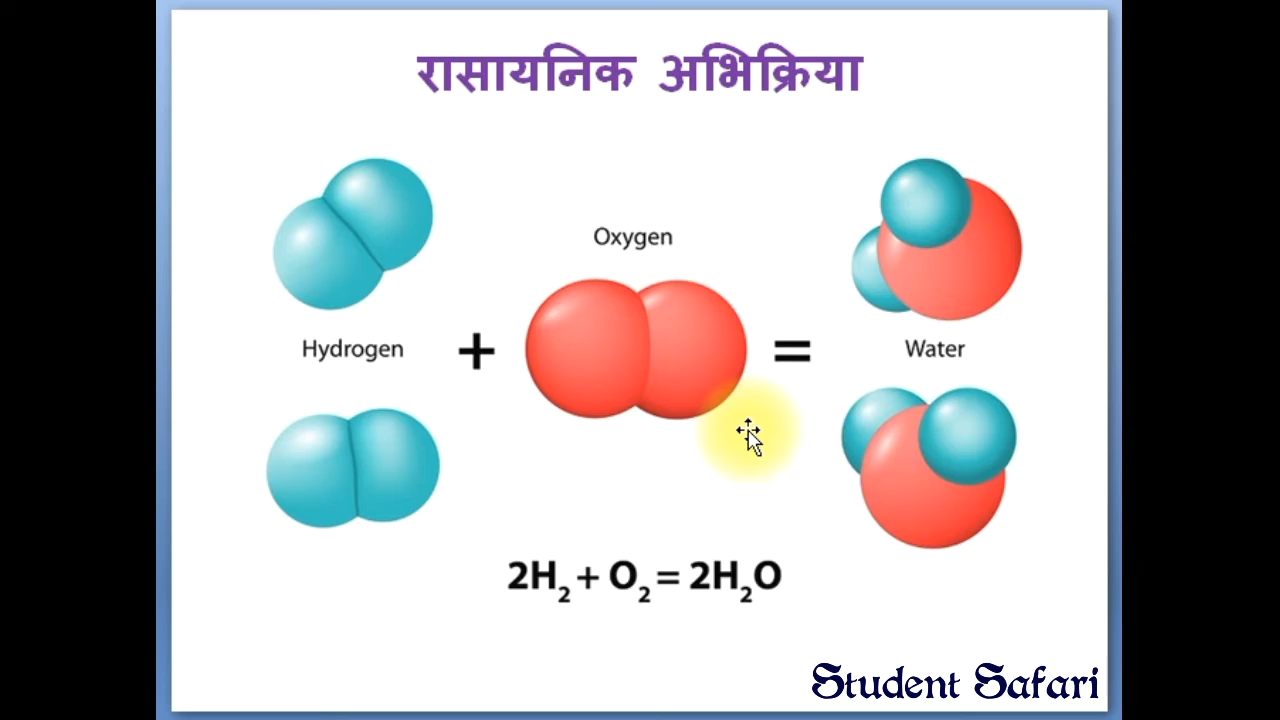 रासायनिक अभिक्रिया
Oxygen
Hydrogen + = Water
2H₂ + O₂ = 2H₂O
Student Safari